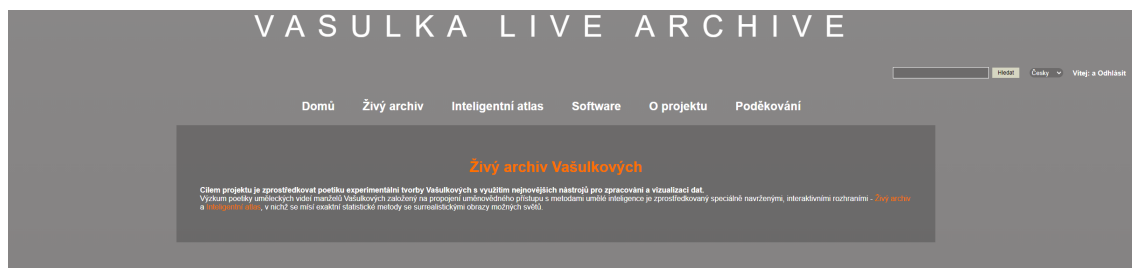 VASULKA LIVE ARCHIVE
Hledat Česky Vítej: a Odhlásit
Domů Živý archiv Inteligentní atlas Software O projektu Poděkování
Živý archiv Vašulkových
Cílem projektu je zprostředkovat poetiku experimentální tvorby Vašulkových s využitím nejnovějších nástrojů pro zpracování a vizualizaci dat.
Výzkum poetiky uměleckých videí manželů Vašulkových založený na propojení uměnovědného přístupu s metodami umělé inteligence je zprostředkovaný speciálně navrženými, interaktivními rozhraními - Živý archiv
a Inteligentní atlas, v nichž se mísí exaktní statistické metody se surrealistickými obrazy možných světů.